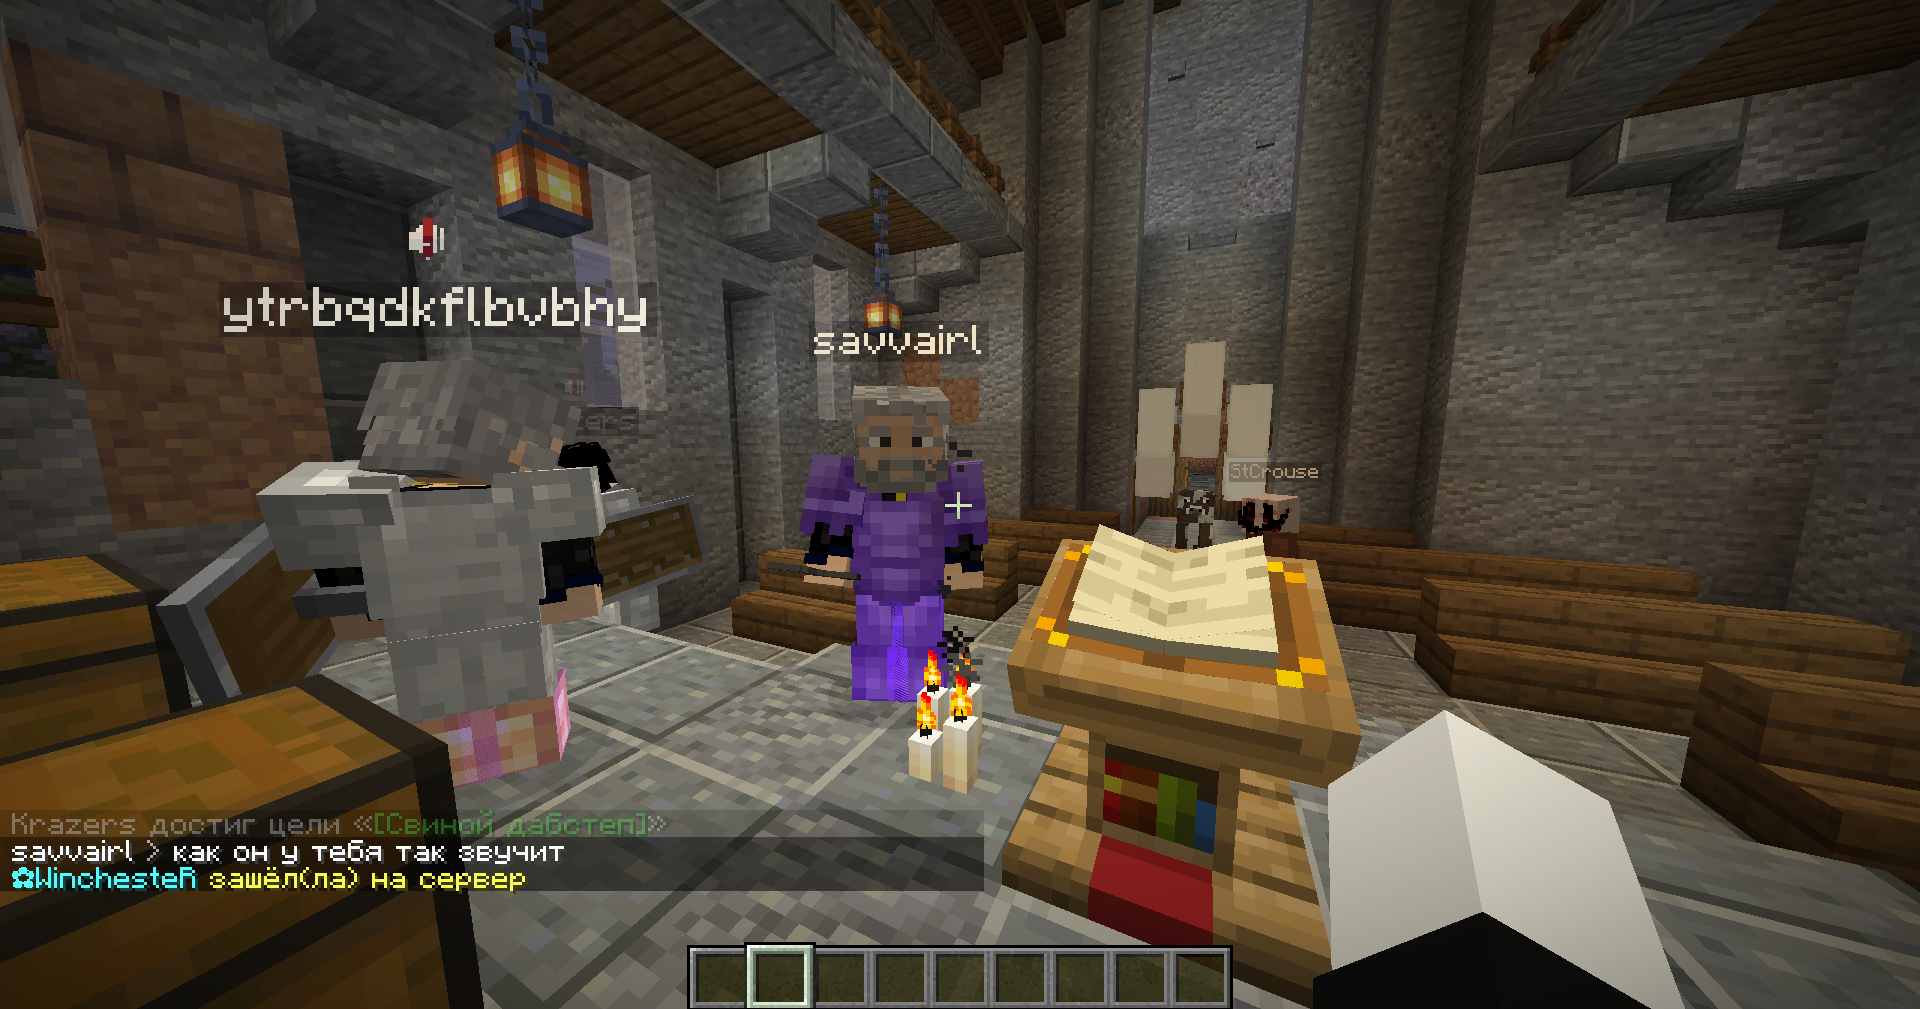 ytrbqdkflbvbhy
savvairl
zers
StCrouse
Krazers достиг цели «[Свиной дабстеп]»
savvairl > как он у тебя так звучит
✿WinchesteR зашёл(ла) на сервер